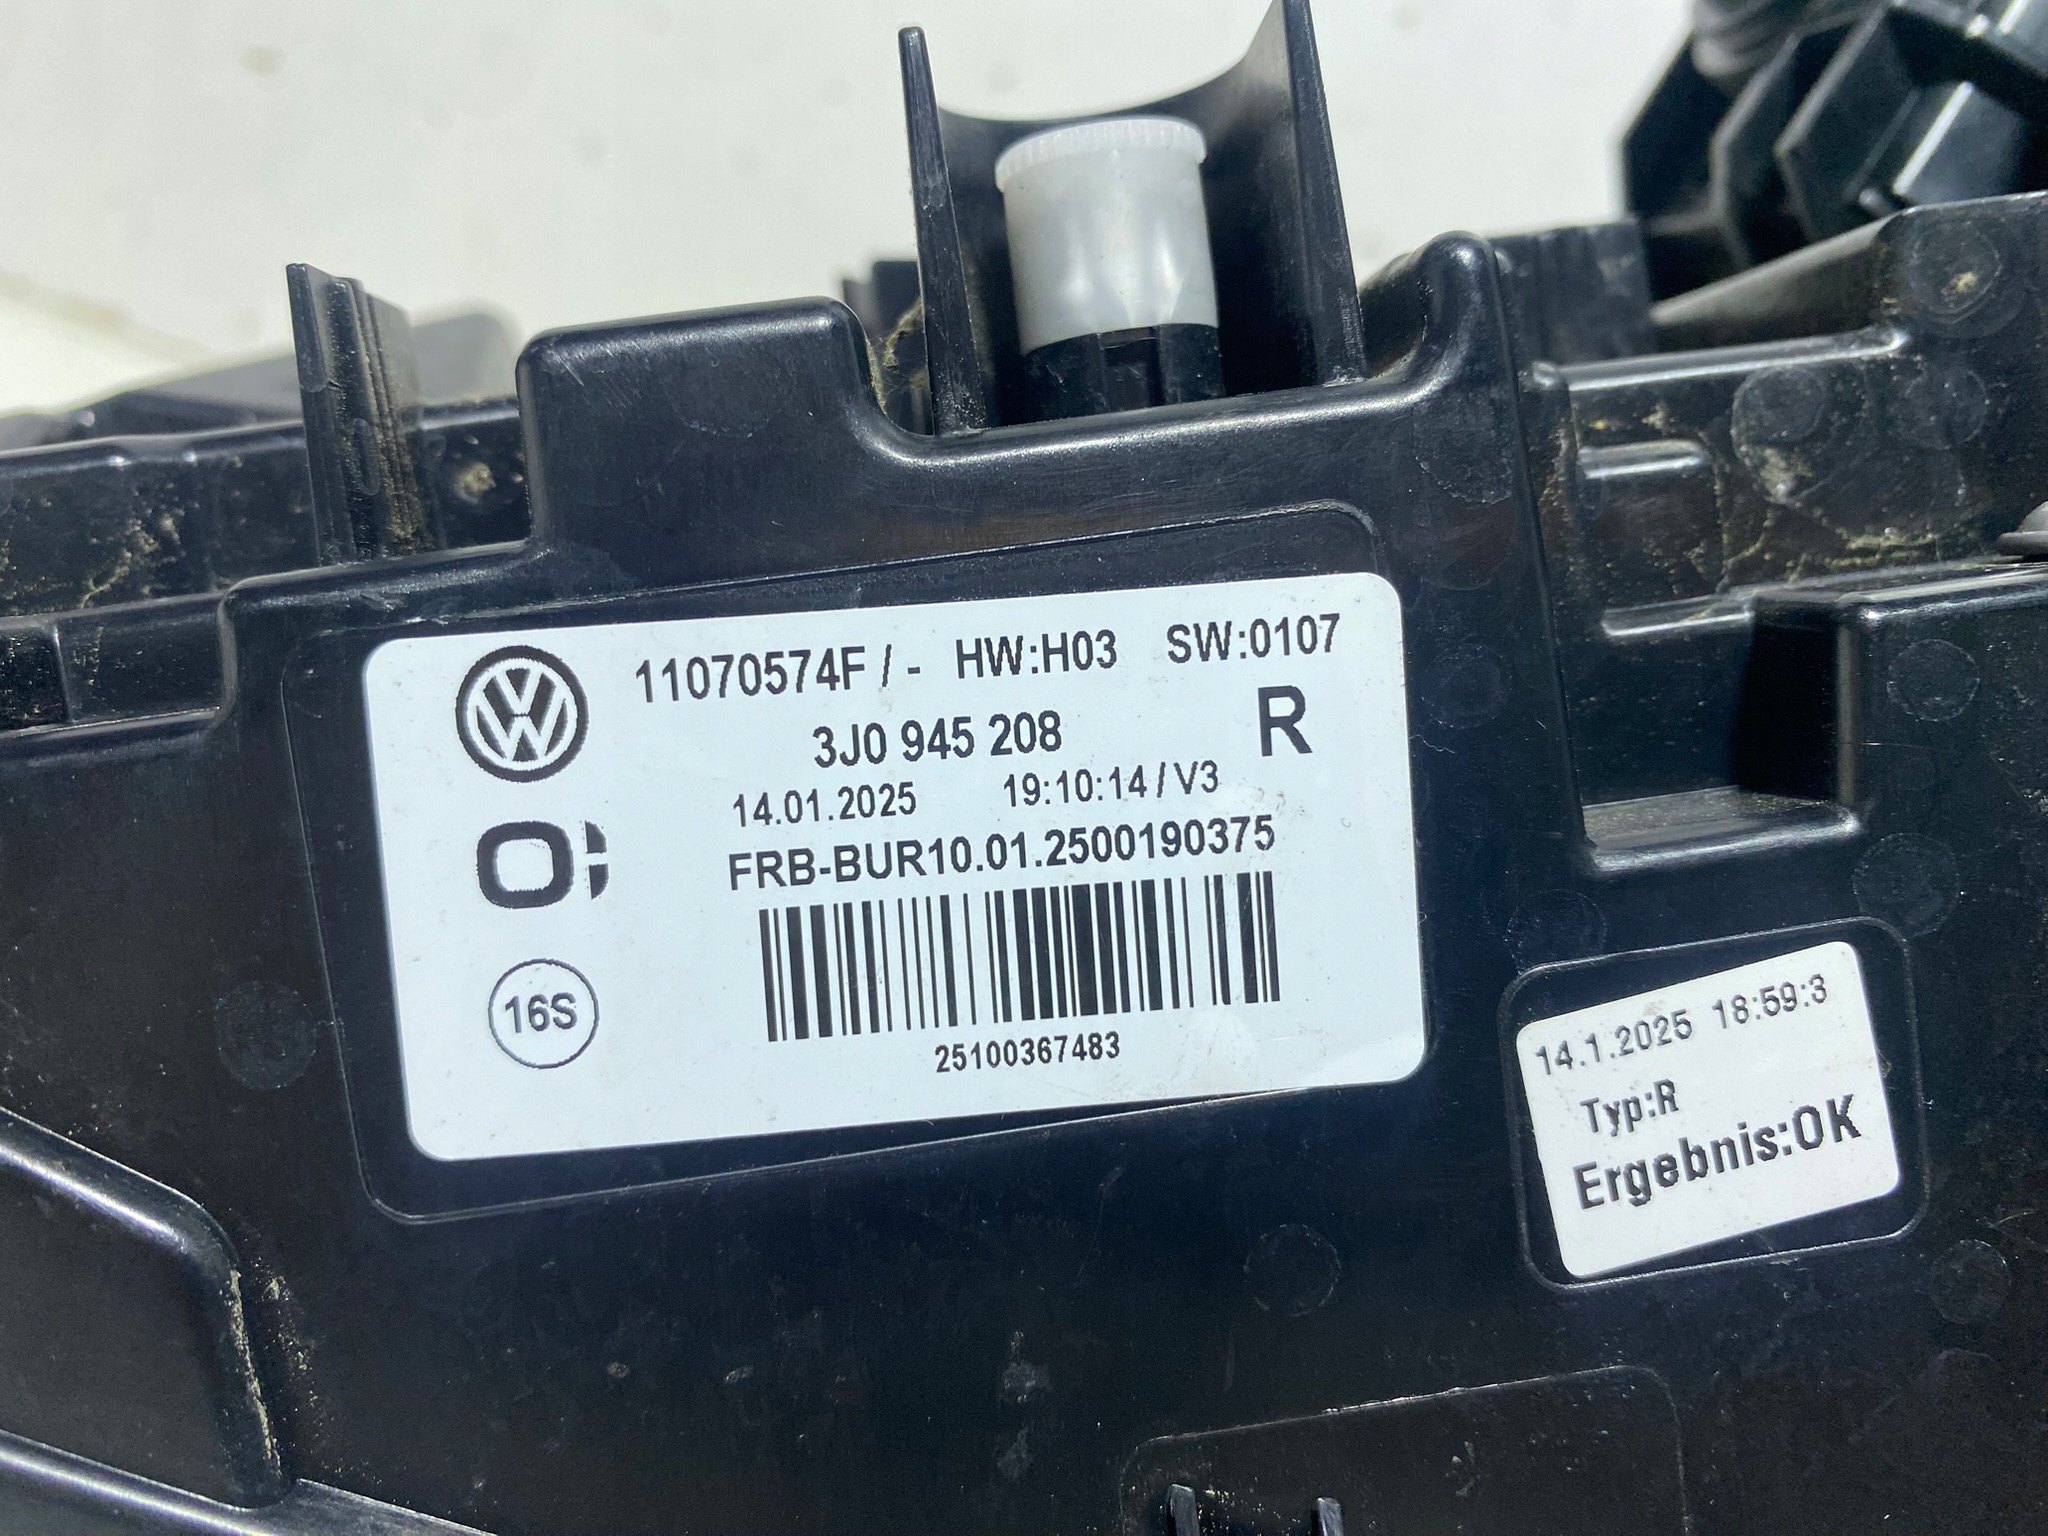 11070574F / - HW:H03 SW:0107
3J0 945 208 R
14.01.2025 19:10:14 / V3
FRB-BUR10.01.2500190375
16S
25100367483
14.1.2025 18:59:3
Typ:R
Ergebnis:OK